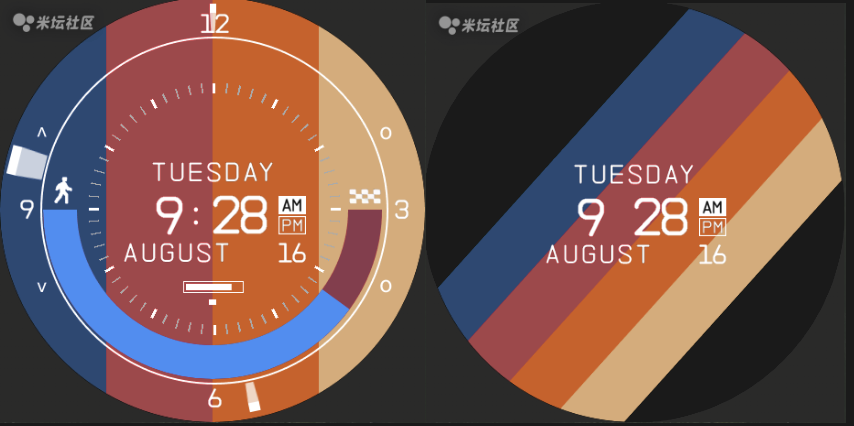 米坛社区
12
TUESDAY
9 3
9:28 AM PM
AUGUST 16
6
米坛社区
TUESDAY
9 28 AM PM
AUGUST 16